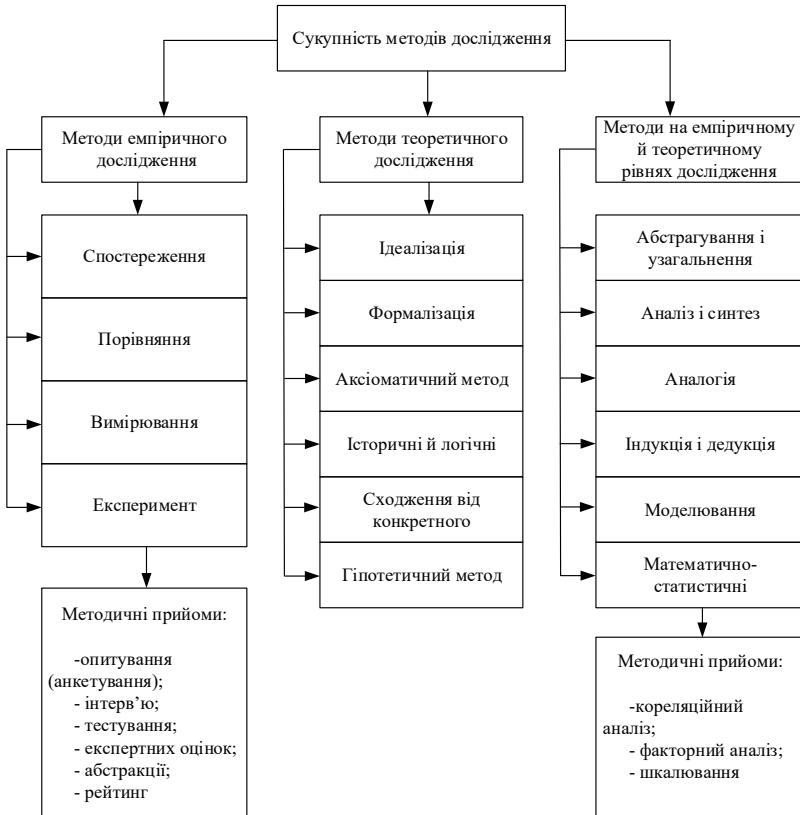 Сукупність методів дослідження
Методи емпіричного
дослідження
Спостереження
Порівняння
Вимірювання
Експеримент
Методичні прийоми:
-опитування
(анкетування);
- інтерв’ю;
- тестування;
- експертних оцінок;
- абстракції;
- рейтинг
Методи теоретичного
дослідження
Ідеалізація
Формалізація
Аксіоматичний метод
Історичні й логічні
Сходження від
конкретного
Гіпотетичний метод
Методи на емпіричному
й теоретичному
рівнях дослідження
Абстрагування і
узагальнення
Аналіз і синтез
Аналогія
Індукція і дедукція
Моделювання
Математично-
статистичні
Методичні прийоми:
-кореляційний
аналіз;
- факторний аналіз;
- шкалювання